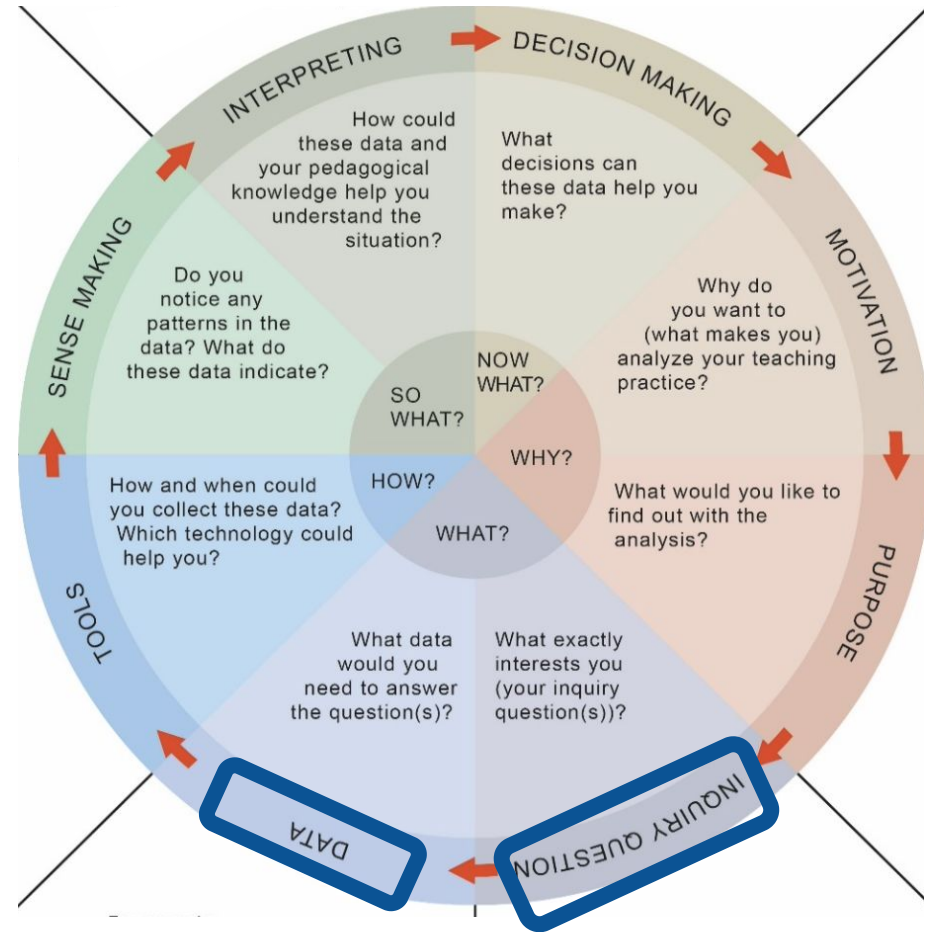 INTERPRETING
How could
these data and
your pedagogical
knowledge help you
understand the
situation?
DECISION MAKING
What
decisions can
these data help you
make?
MOTIVATION
Why do
you want to
(what makes you)
analyze your teaching
practice?
PURPOSE
What would you like to
find out with the
analysis?
INQUIRY QUESTION
What exactly
interests you
(your inquiry
question(s))?
DATA
What data
would you
need to answer
the question(s)?
TOOLS
How and when could
you collect these data?
Which technology could
help you?
SENSE MAKING
Do you
notice any
patterns in the
data? What do
these data indicate?
SO
WHAT?
NOW
WHAT?
WHY?
WHAT?
HOW?